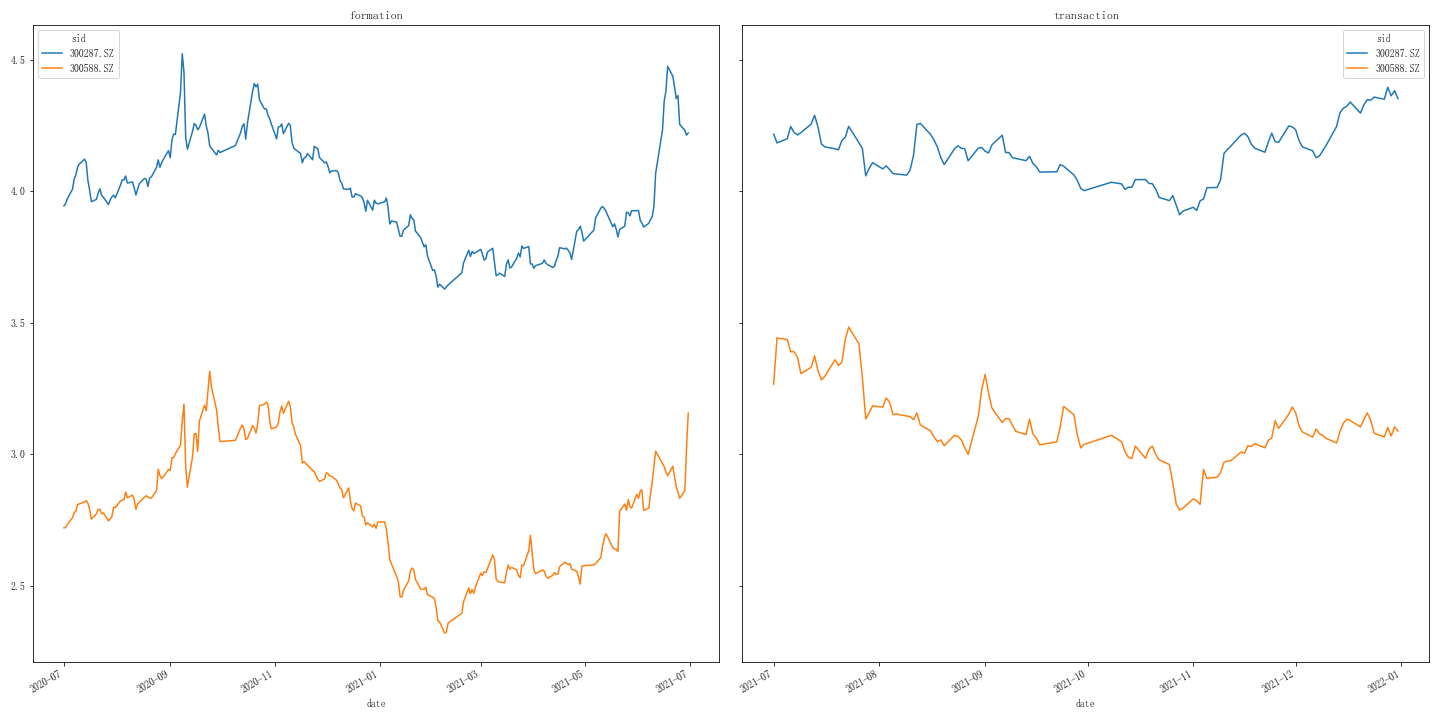 formation
sid
300287.SZ
300588.SZ
4.5
4.0
3.5
3.0
2.5
2020-07
2020-09
2020-11
2021-01
2021-03
2021-05
2021-07
date
transaction
sid
300287.SZ
300588.SZ
2021-07
2021-08
2021-09
2021-10
2021-11
2021-12
2022-01
date